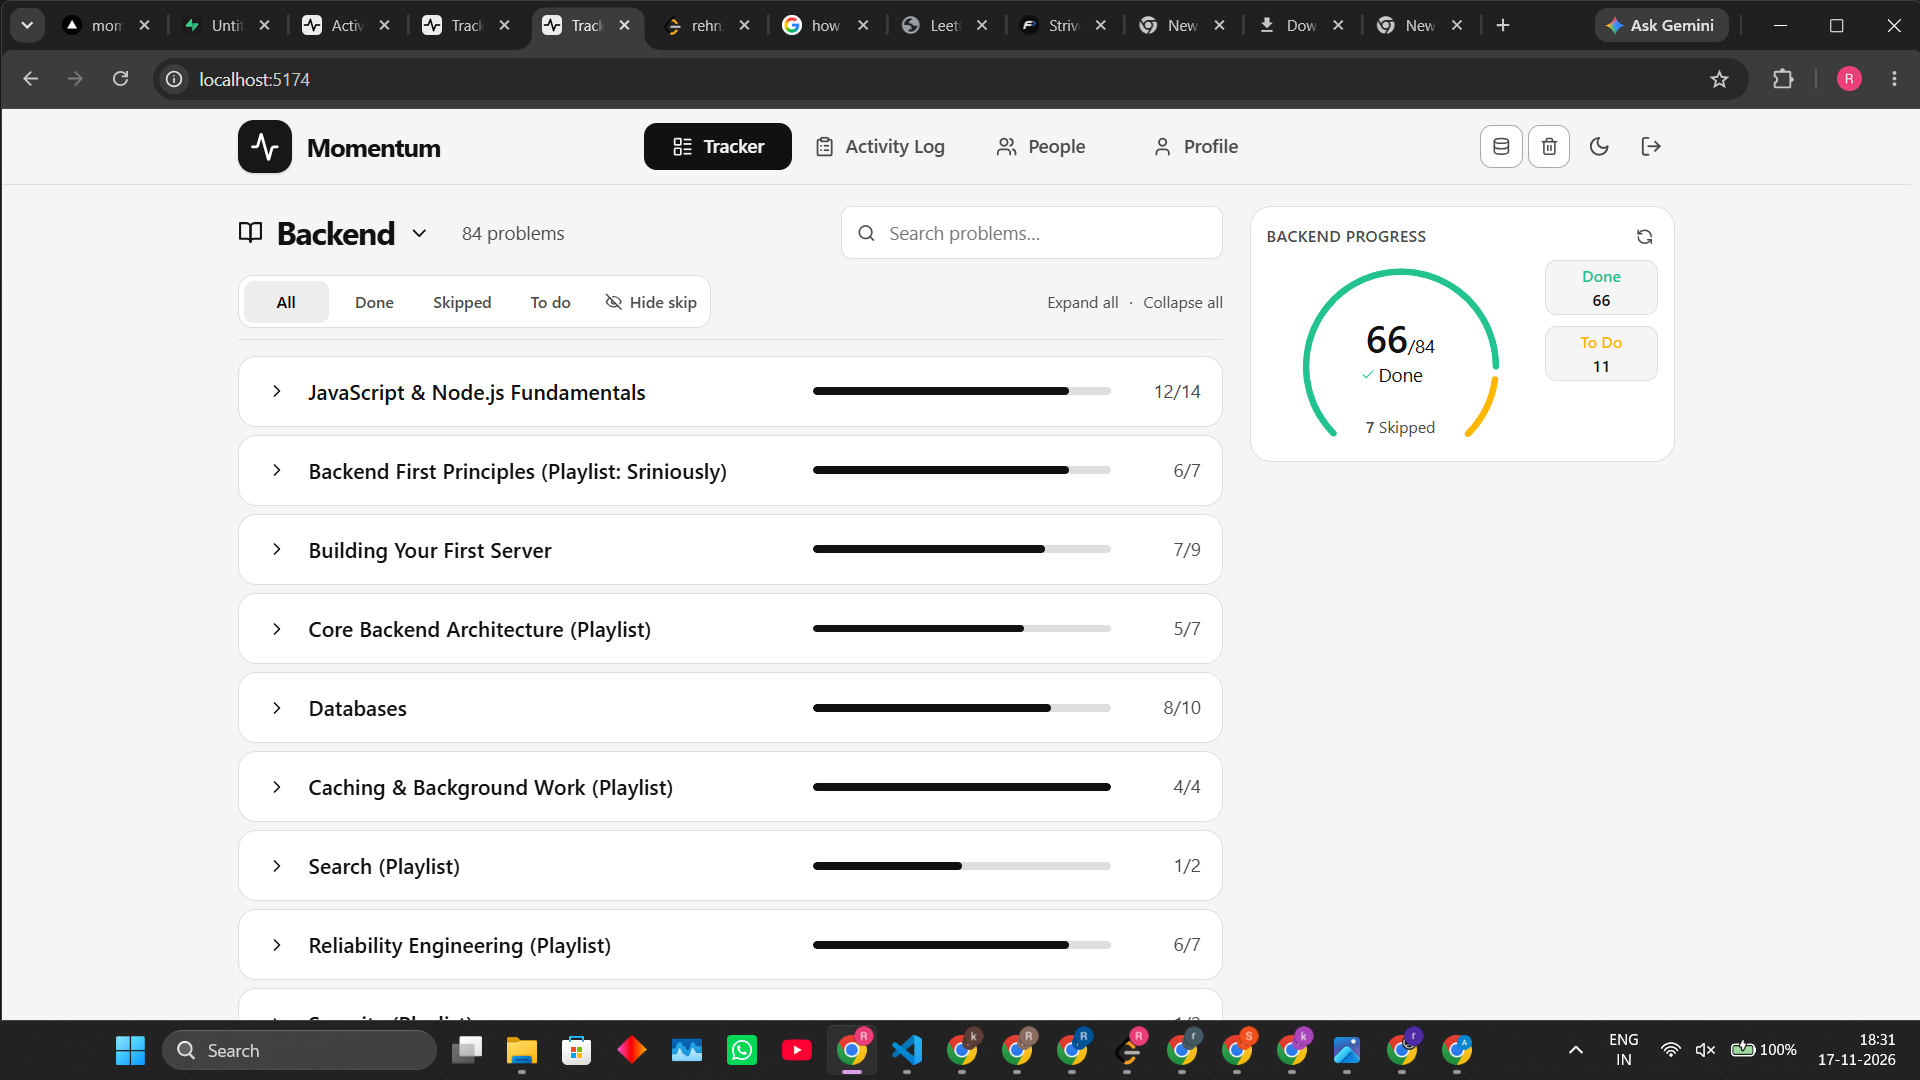 mom
Unti
Activ
Track
Track
rehn
how
Leet
Strive
New
Dow
New
Ask Gemini
localhost:5174
R
Momentum
Tracker
Activity Log
People
Profile
Backend
84 problems
Search problems...
All
Done
Skipped
To do
Hide skip
Expand all · Collapse all
BACKEND PROGRESS
66/84
Done
7 Skipped
Done
66
To Do
11
JavaScript & Node.js Fundamentals
12/14
Backend First Principles (Playlist: Sriniously)
6/7
Building Your First Server
7/9
Core Backend Architecture (Playlist)
5/7
Databases
8/10
Caching & Background Work (Playlist)
4/4
Search (Playlist)
1/2
Reliability Engineering (Playlist)
6/7
Search
R
k
R
R
R
r
S
k
r
A
ENG
IN
100%
18:31
17-11-2026